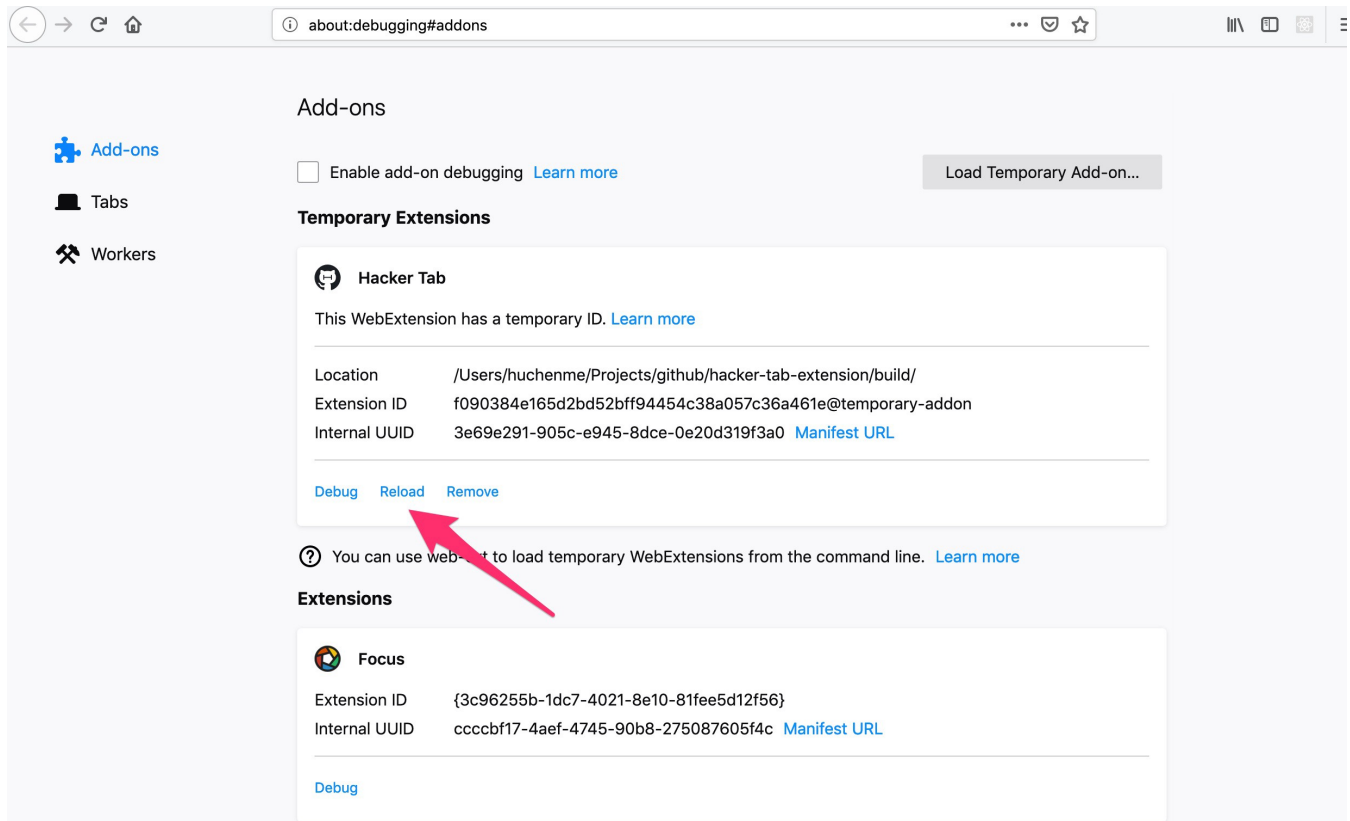 about:debugging#addons
Add-ons
Add-ons
Tabs
Workers
Enable add-on debugging Learn more
Load Temporary Add-on...
Temporary Extensions
Hacker Tab
This WebExtension has a temporary ID. Learn more
Location /Users/huchenme/Projects/github/hacker-tab-extension/build/
Extension ID f090384e165d2bd52bff94454c38a057c36a461e@temporary-addon
Internal UUID 3e69e291-905c-e945-8dce-0e20d319f3a0 Manifest URL
Debug Reload Remove
You can use to load temporary WebExtensions from the command line. Learn more
Extensions
Focus
Extension ID {3c96255b-1dc7-4021-8e10-81fee5d12f56}
Internal UUID ccccbf17-4aef-4745-90b8-275087605f4c Manifest URL
Debug